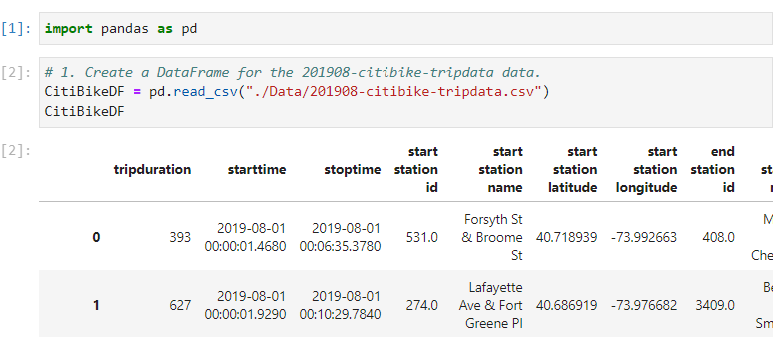 [1]: import pandas as pd
[2]: # 1. Create a DataFrame for the 201908-citibike-tripdata data.
CitiBikeDF = pd.read_csv("./Data/201908-citibike-tripdata.csv")
CitiBikeDF
[2]:
start start start start end
station station station station station st
tripduration starttime stoptime id name latitude longitude id
Forsyth St M
0 393 2019-08-01 00:00:01.4680 2019-08-01 00:06:35.3780 531.0 & Broome 40.718939 -73.992663 408.0
St Che
Lafayette Be
1 627 2019-08-01 00:00:01.9290 2019-08-01 00:10:29.7840 274.0 Ave & Fort 40.686919 -73.976682 3409.0
Greene Pl Sm